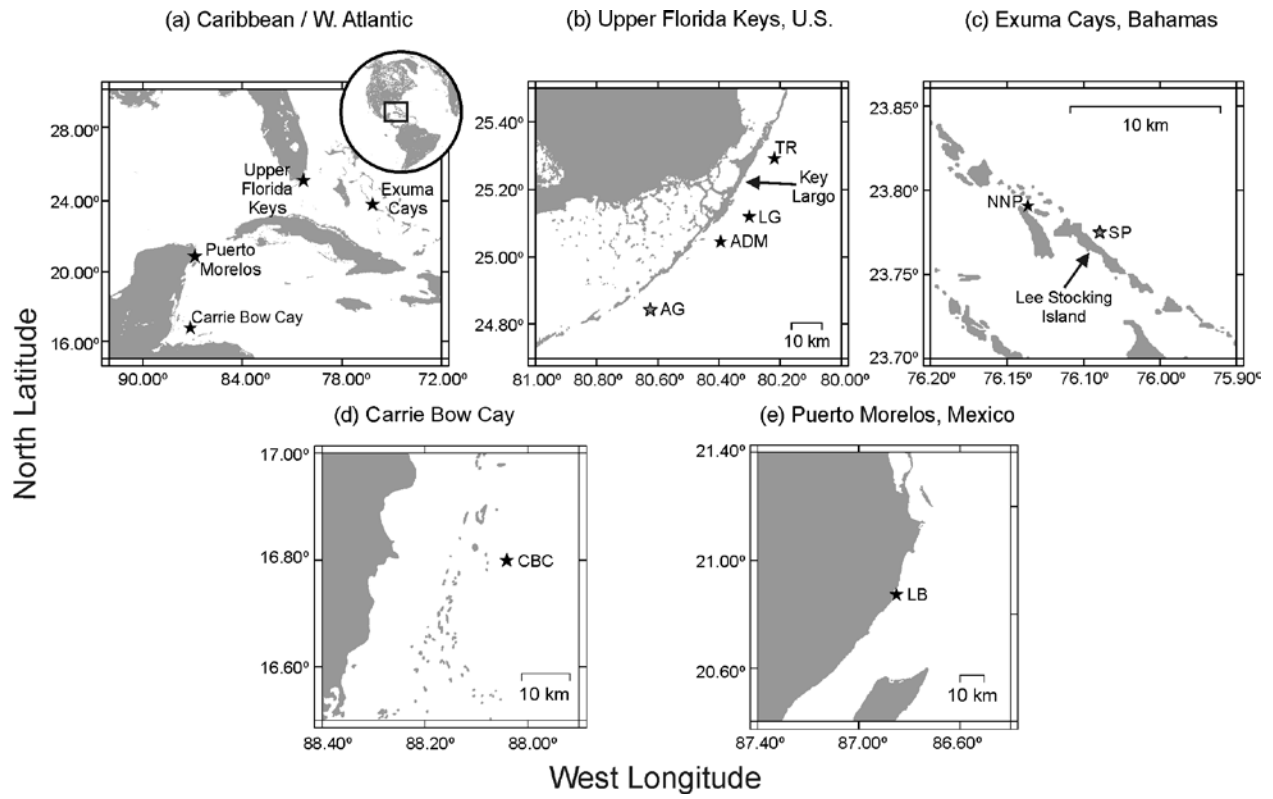 (a) Caribbean / W. Atlantic
28.00º
24.00º
20.00º
16.00º
90.00º
84.00º
78.00º
72.00º
Upper
Florida
Keys
Exuma
Cays
Puerto
Morelos
Carrie Bow Cay
(b) Upper Florida Keys, U.S.
25.40º
25.20º
25.00º
24.80º
81.00º
80.80º
80.60º
80.40º
80.20º
80.00º
TR
Key
Largo
LG
ADM
AG
10 km
(c) Exuma Cays, Bahamas
23.85º
23.80º
23.75º
23.70º
76.20º
76.15º
76.10º
76.00º
75.90º
10 km
NNP
SP
Lee Stocking
Island
(d) Carrie Bow Cay
17.00º
16.80º
16.60º
88.40º
88.20º
88.00º
CBC
10 km
(e) Puerto Morelos, Mexico
21.40º
21.00º
20.60º
87.40º
87.00º
86.60º
LB
10 km
North Latitude
West Longitude